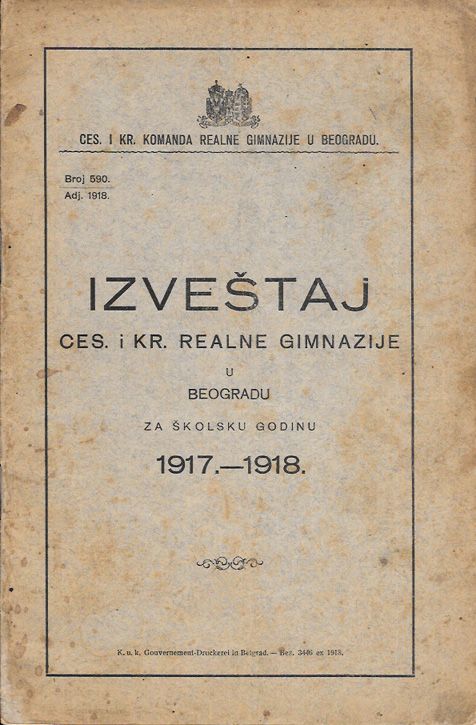 CES. I KR. KOMANDA REALNE GIMNAZIJE U BEOGRADU.
Broj 590.
Adj. 1918.
IZVEŠTAJ
CES. i KR. REALNE GIMNAZIJE
U
BEOGRADU
ZA ŠKOLSKU GODINU
1917.—1918.
K. u. k. Gouvernement-Druckerei in Belgrad. — Bez. 3446 ex 1918.